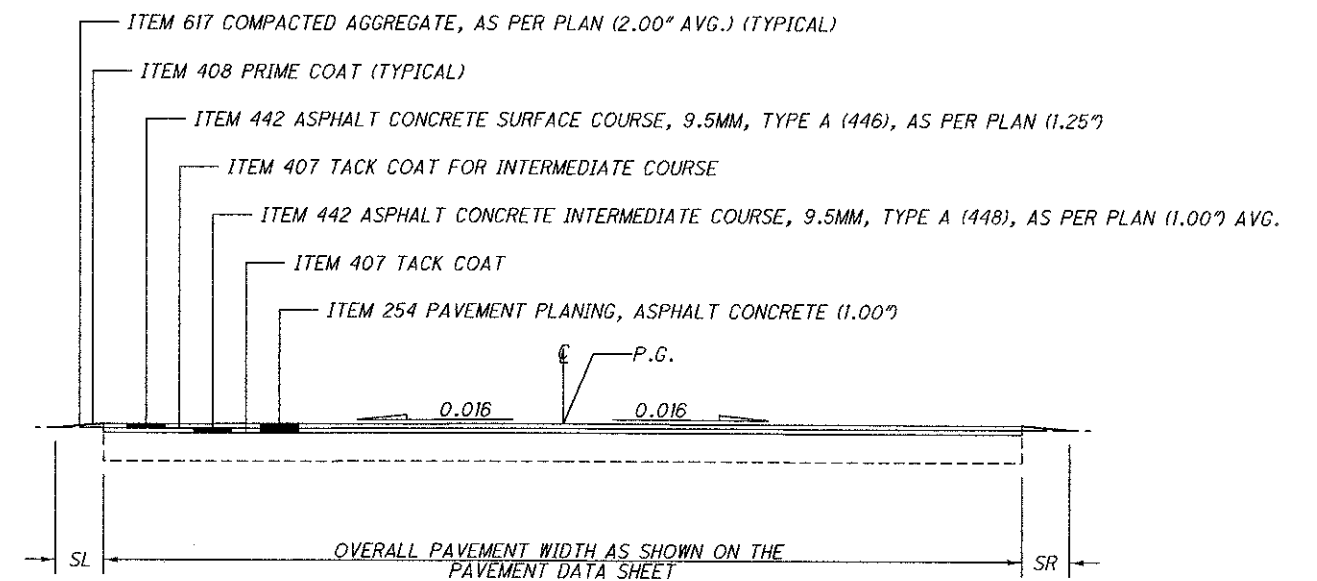 ITEM 617 COMPACTED AGGREGATE, AS PER PLAN (2.00" AVG.) (TYPICAL)
ITEM 408 PRIME COAT (TYPICAL)
ITEM 442 ASPHALT CONCRETE SURFACE COURSE, 9.5MM, TYPE A (446), AS PER PLAN (1.25")
ITEM 407 TACK COAT FOR INTERMEDIATE COURSE
ITEM 442 ASPHALT CONCRETE INTERMEDIATE COURSE, 9.5MM, TYPE A (448), AS PER PLAN (1.00") AVG.
ITEM 407 TACK COAT
ITEM 254 PAVEMENT PLANING, ASPHALT CONCRETE (1.00")
℄ P.G.
0.016 0.016
SL OVERALL PAVEMENT WIDTH AS SHOWN ON THE SR
PAVEMENT DATA SHEET